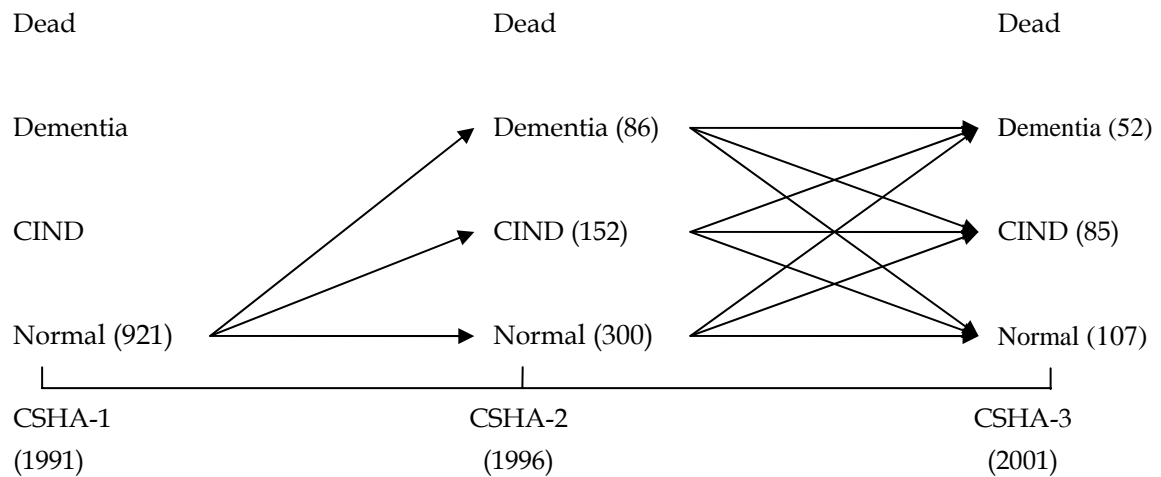 Dead Dead Dead
Dementia Dementia (86) Dementia (52)
CIND CIND (152) CIND (85)
Normal (921) Normal (300) Normal (107)
CSHA-1 CSHA-2 CSHA-3
(1991) (1996) (2001)